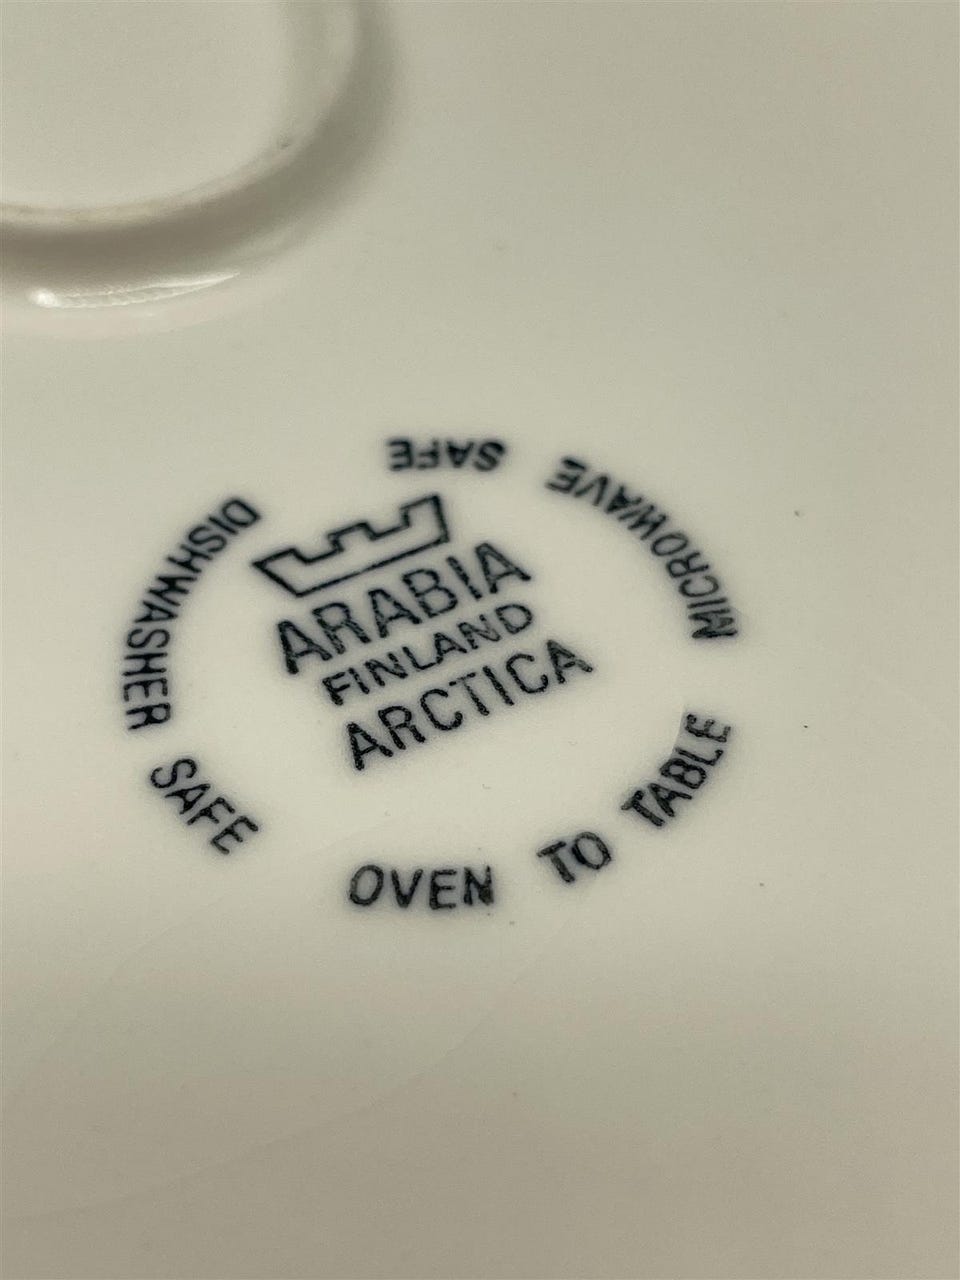 ARABIA
FINLAND
ARCTICA
DISHWASHER SAFE
OVEN TO TABLE
MICROWAVE SAFE